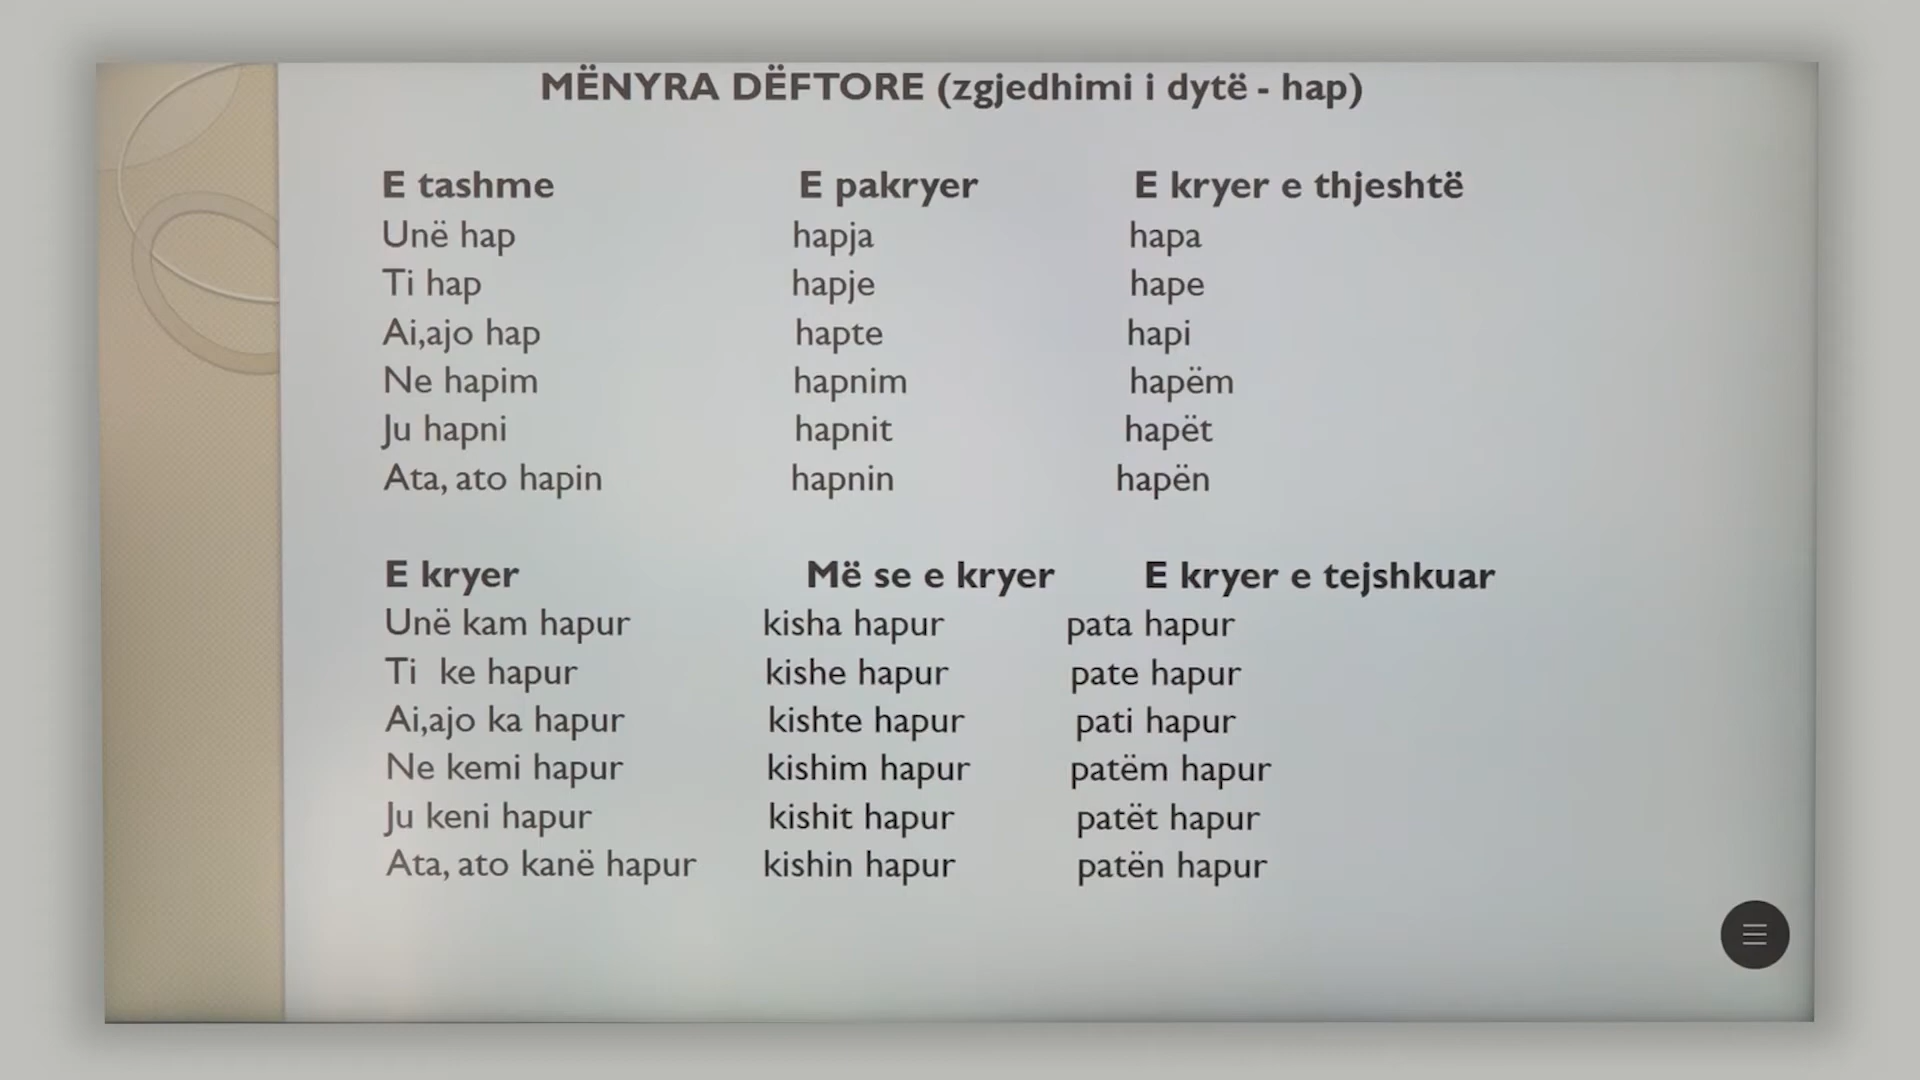 MËNYRA DËFTORE (zgjedhimi i dytë - hap)
E tashme E pakryer E kryer e thjeshtë
Unë hap hapja hapa
Ti hap hapje hape
Ai,ajo hap hapte hapi
Ne hapim hapnim hapëm
Ju hapni hapnit hapët
Ata, ato hapin hapnin hapën
E kryer Më se e kryer E kryer e tejshkuar
Unë kam hapur kisha hapur pata hapur
Ti ke hapur kishe hapur pate hapur
Ai,ajo ka hapur kishte hapur pati hapur
Ne kemi hapur kishim hapur patëm hapur
Ju keni hapur kishit hapur patët hapur
Ata, ato kanë hapur kishin hapur patën hapur